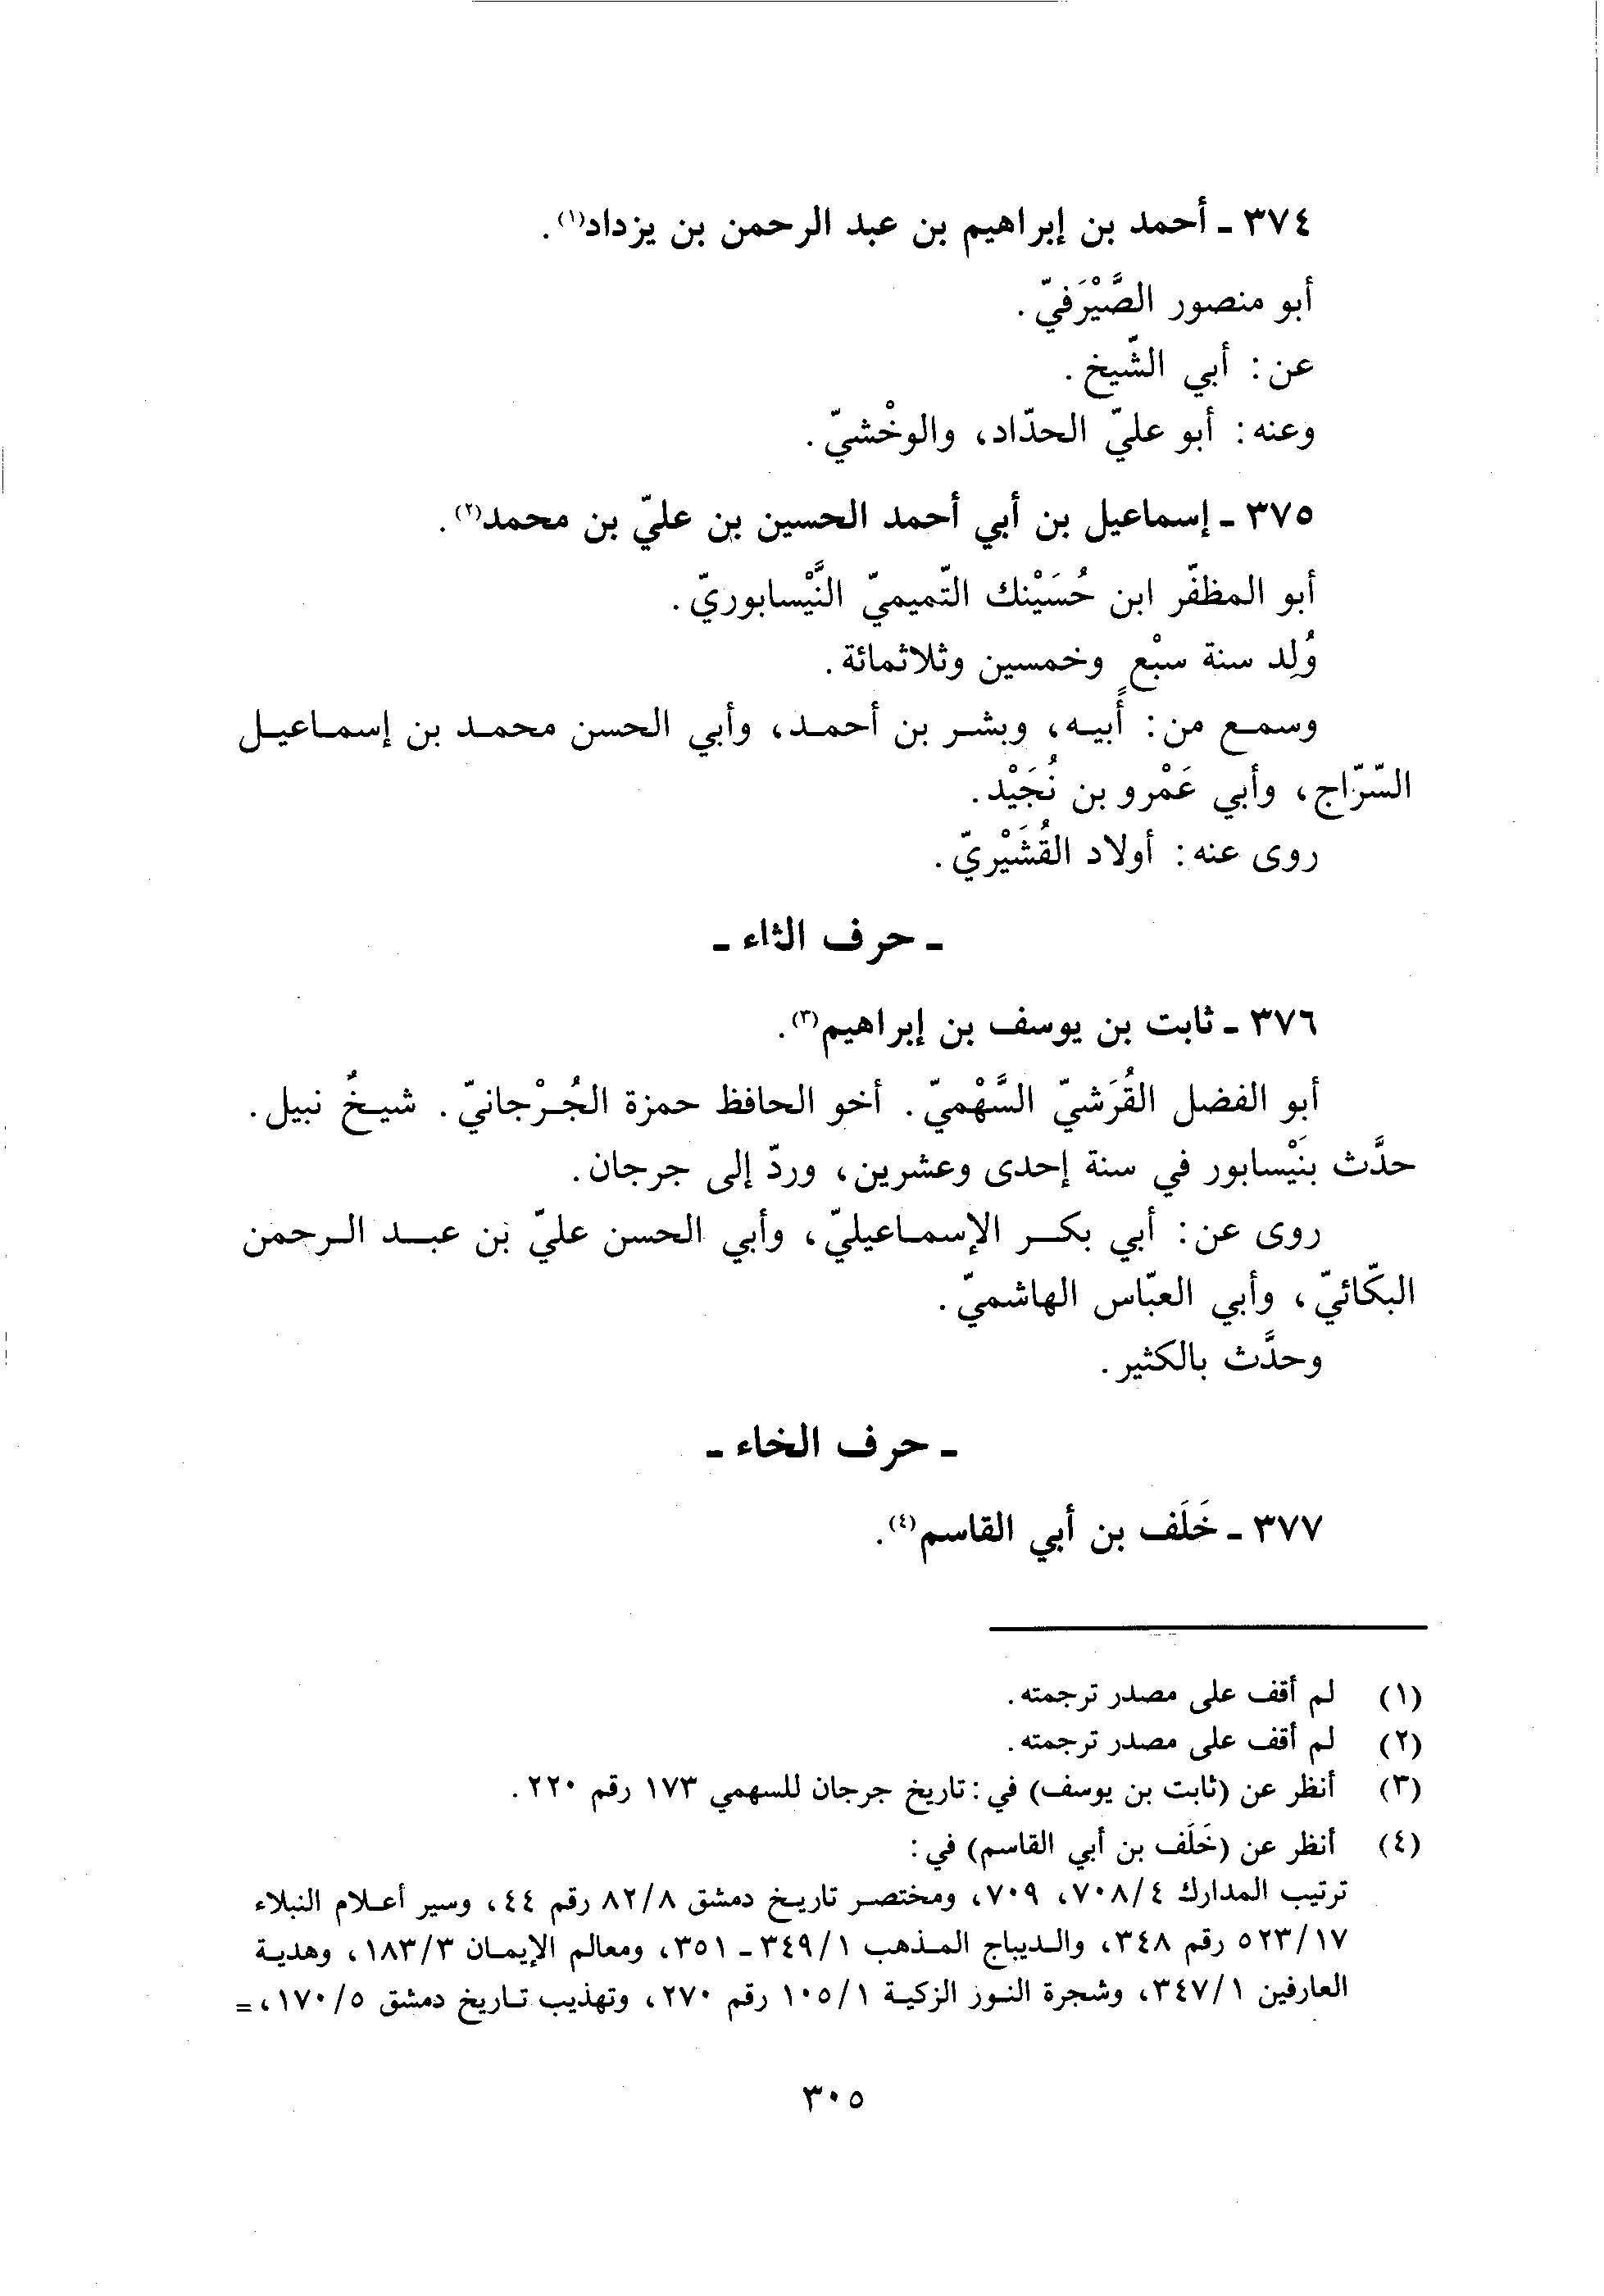 ٣٧٤ ـ أحمد بن إبراهيم بن عبد الرحمن بن يزداد(١).
أبو منصور الصَّيْرَفيّ.
عن: أبي الشّيخ.
وعنه: أبو عليّ الحدّاد، والوخْشيّ.
٣٧٥ ـ إسماعيل بن أبي أحمد الحسين بن عليّ بن محمد(٢).
أبو المظفّر ابن حُسَيْنك التّميميّ النَّيْسابوريّ.
وُلِد سنة سبْعٍ وخمسين وثلاثمائة.
وسمع من: أبيه، وبشر بن أحمد، وأبي الحسن محمد بن إسماعيل
السّرّاج، وأبي عَمْرو بن نُجَيْد.
روى عنه: أولاد القُشَيْريّ.
ـ حرف الثاء ـ
٣٧٦ ـ ثابت بن يوسف بن إبراهيم(٣).
أبو الفضل القُرَشيّ السَّهْميّ. أخو الحافظ حمزة الجُرْجانيّ. شيخٌ نبيل.
حدَّث بنَيْسابور في سنة إحدى وعشرين، وردّ إلى جرجان.
روى عن: أبي بكر الإسماعيليّ، وأبي الحسن عليّ بن عبد الرحمن
البكّائيّ، وأبي العبّاس الهاشميّ.
وحدَّث بالكثير.
ـ حرف الخاء ـ
٣٧٧ ـ خَلَف بن أبي القاسم(٤).
(١) لم أقف على مصدر ترجمته.
(٢) لم أقف على مصدر ترجمته.
(٣) أنظر عن (ثابت بن يوسف) في: تاريخ جرجان للسهمي ١٧٣ رقم ٢٢٠.
(٤) أنظر عن (خَلَف بن أبي القاسم) في:
ترتيب المدارك ٧٠٨/٤، ٧٠٩، ومختصر تاريخ دمشق ٨٢/٨ رقم ٤٤، وسير أعلام النبلاء
٥٢٣/١٧ رقم ٣٤٨، والديباج المذهب ٣٤٩/١ ـ ٣٥١، ومعالم الإيمان ١٨٣/٣، وهدية
العارفين ٣٤٧/١، وشجرة النوز الزكية ١٠٥/١ رقم ٢٧٠، وتهذيب تاريخ دمشق ١٧٠/٥، =
٣٠٥